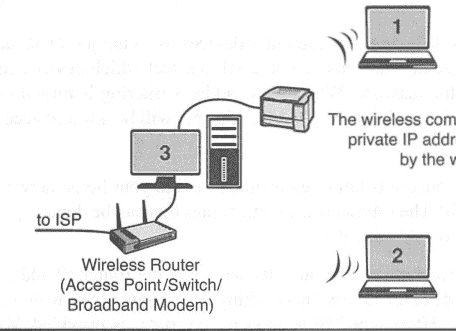 1
The wireless com
private IP addr
by the w
3
to ISP
2
Wireless Router
(Access Point/Switch/
Broadband Modem)